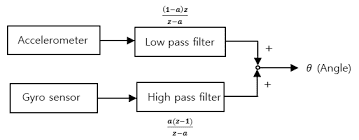 (1-a)z
z-a
Accelerometer
Low pass filter
+
θ (Angle)
+
Gyro sensor
High pass filter
a(z-1)
z-a